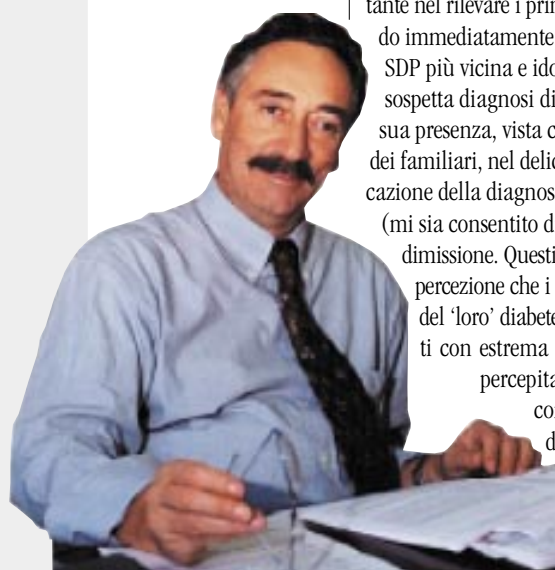 tante nel rilevare i prin
do immediatamente
SDP più vicina e ido
sospetta diagnosi di
sua presenza, vista c
dei familiari, nel delic
cazione della diagnos
(mi sia consentito d
dimissione. Questi
percezione che i
del ‘loro’ diabete
ti con estrema
percepita
co
d